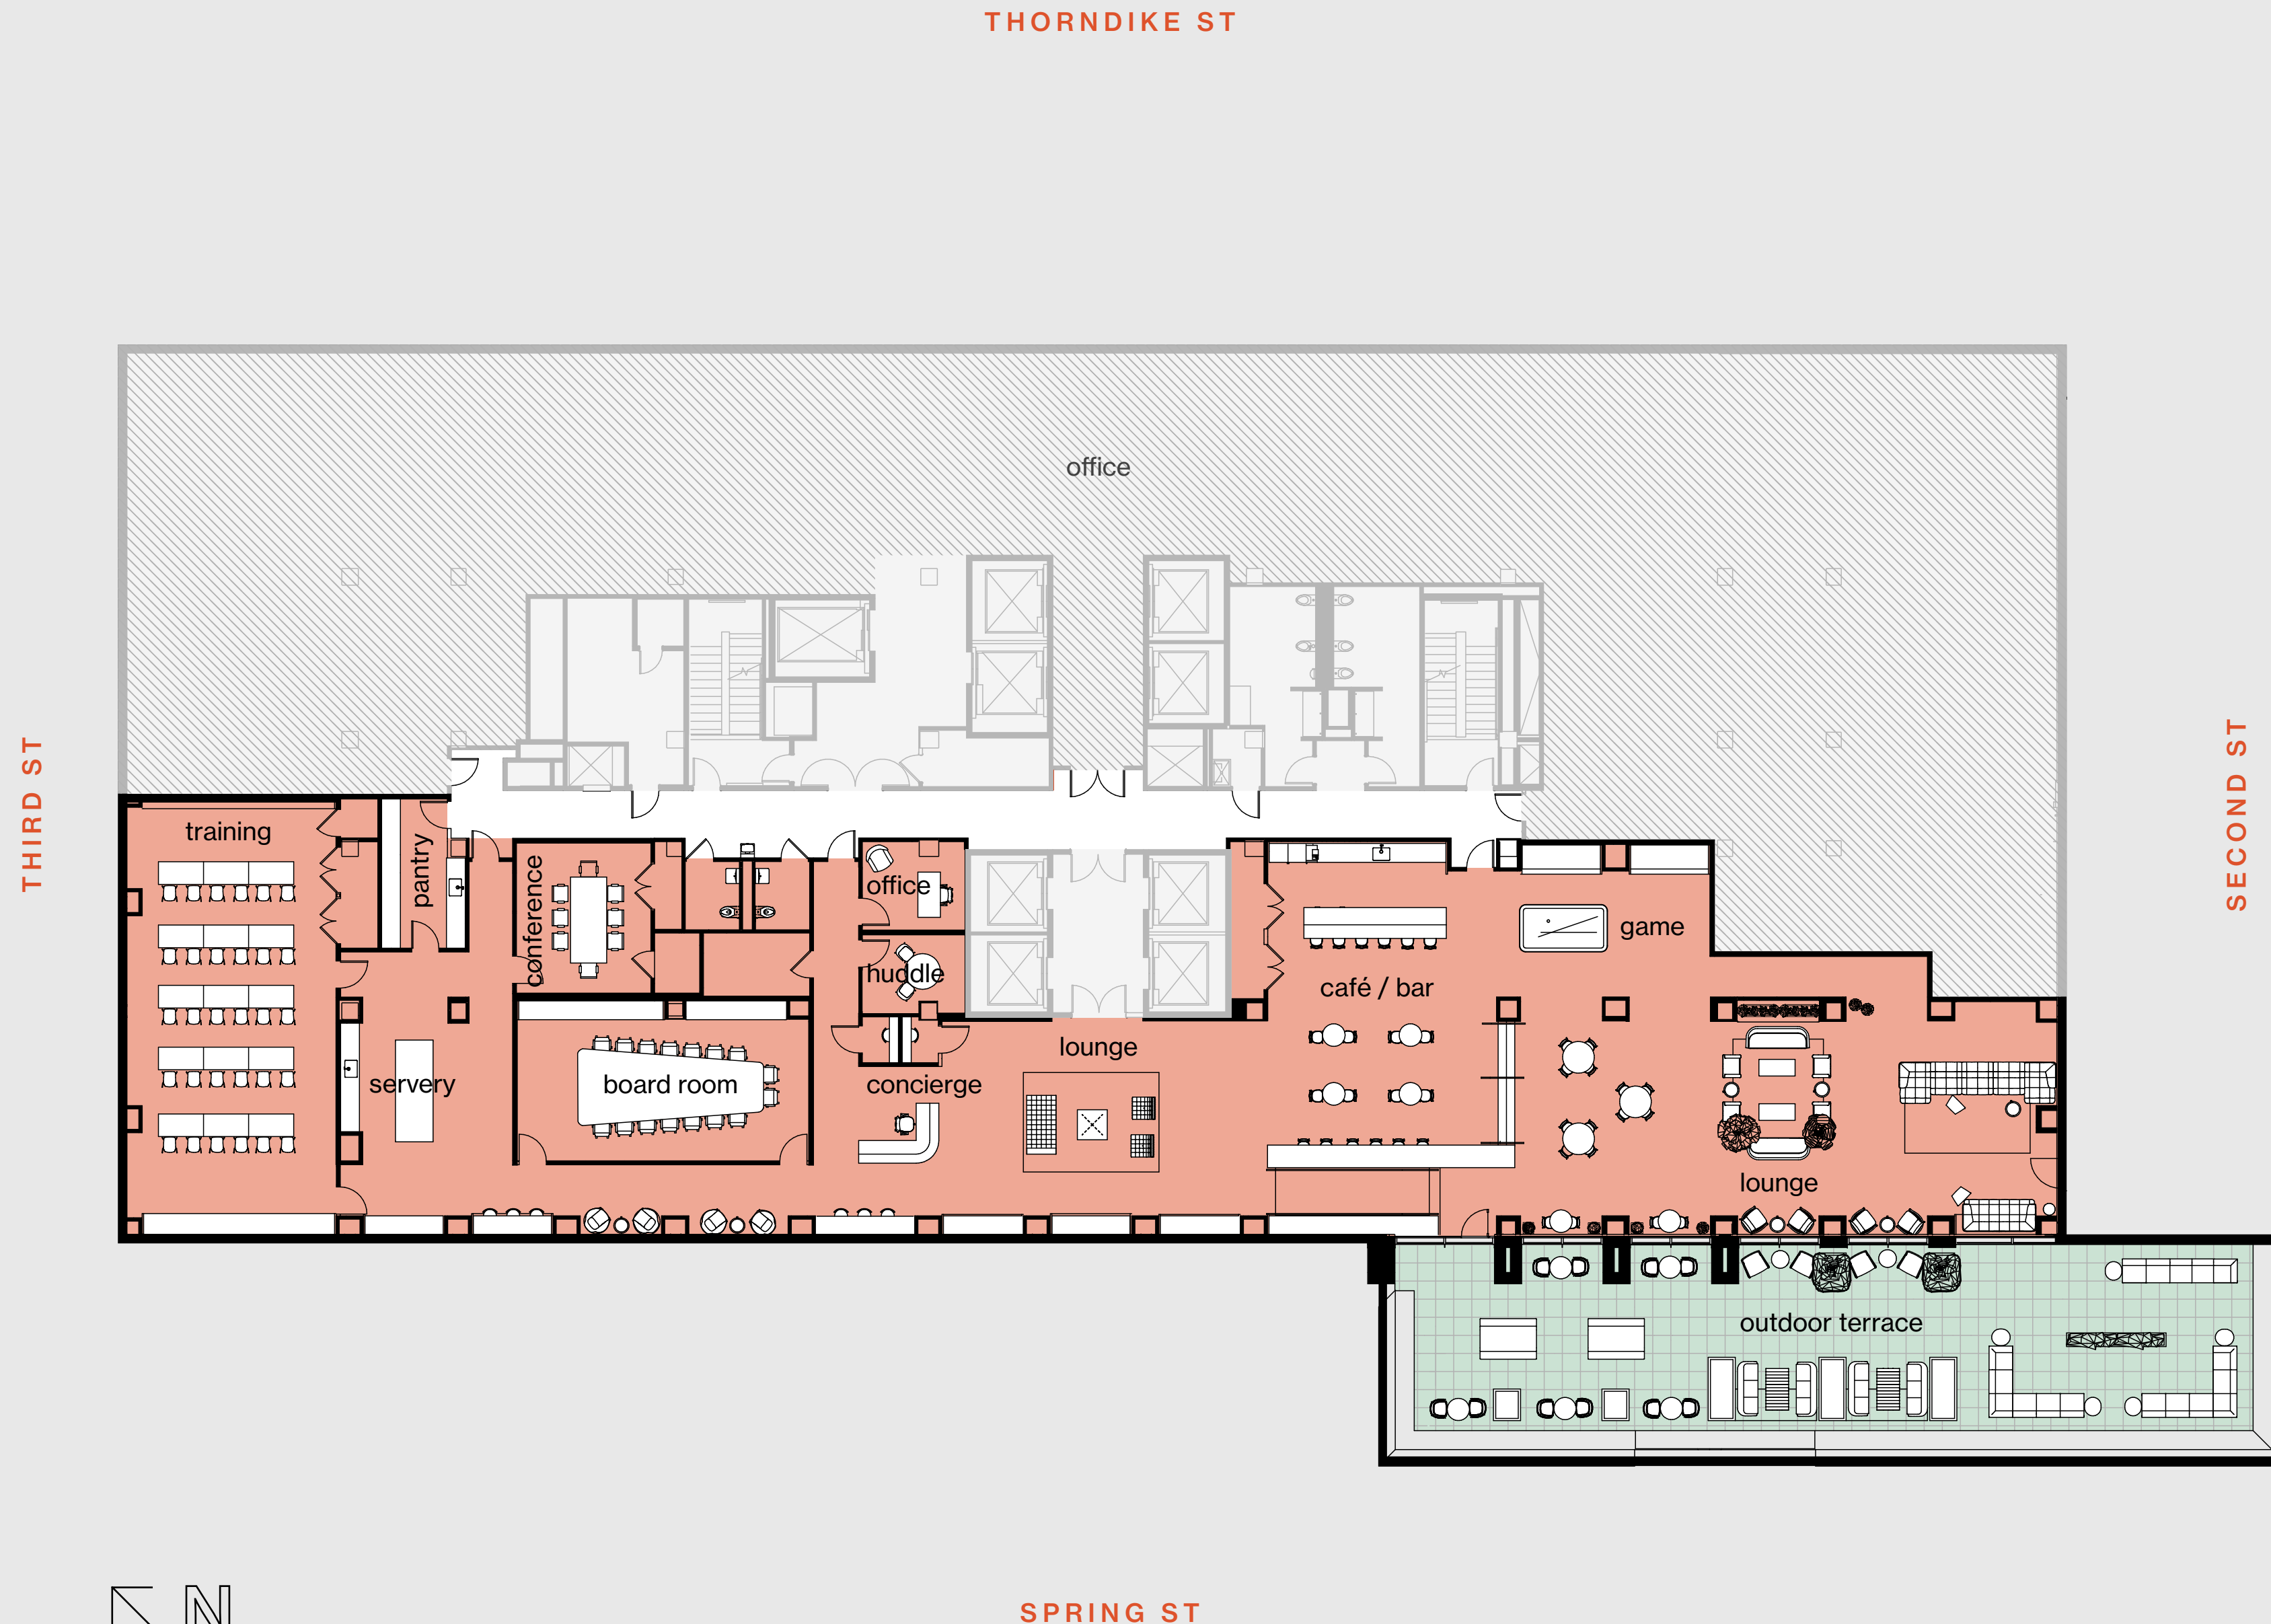 THORNDIKE ST
office
THIRD ST
SECOND ST
training
pantry
conference
office
huddle
game
café / bar
lounge
servery
board room
concierge
lounge
outdoor terrace
N
SPRING ST